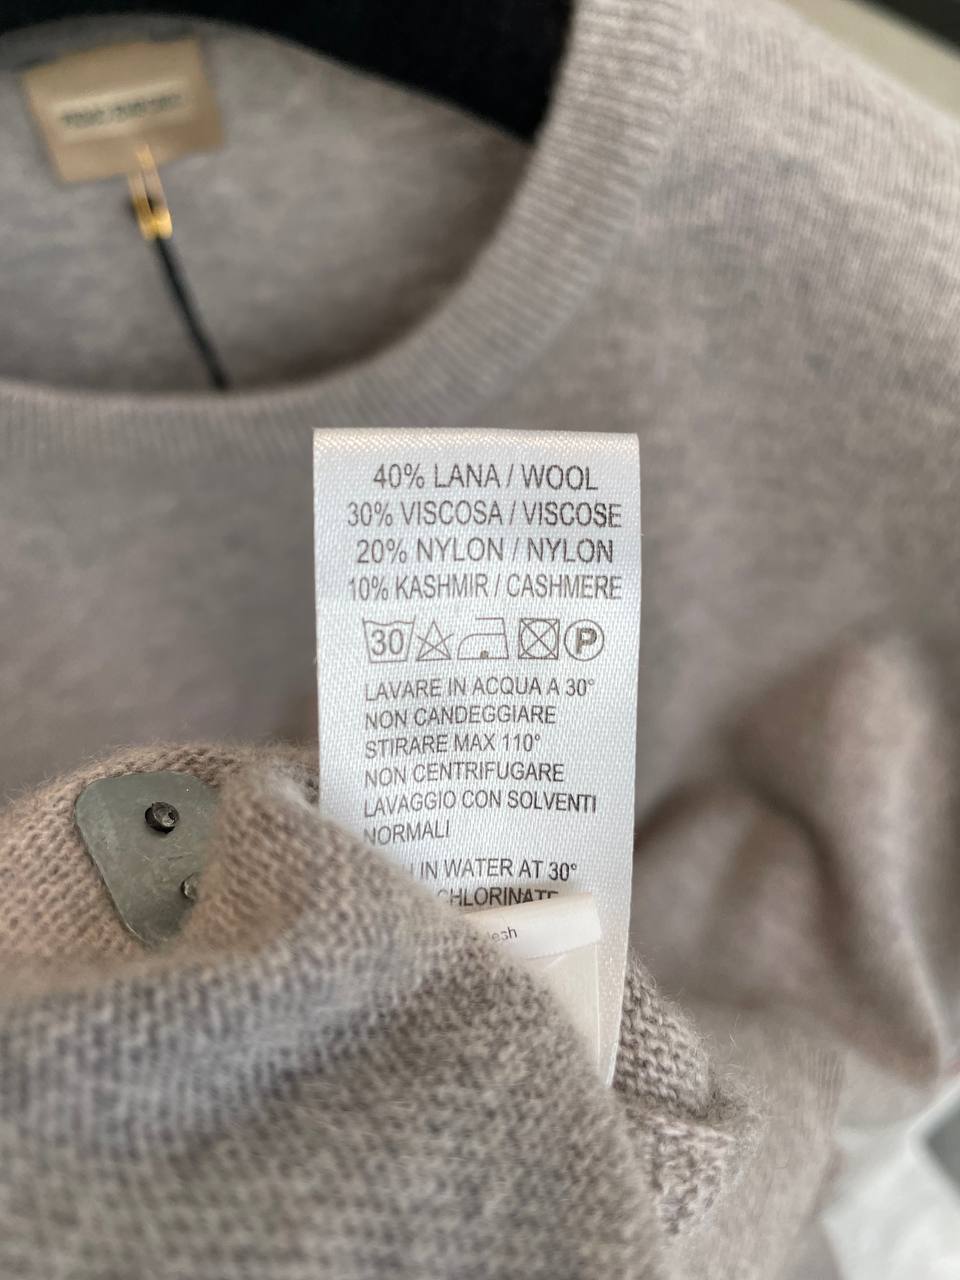 40% LANA / WOOL
30% VISCOSA / VISCOSE
20% NYLON / NYLON
10% KASHMIR / CASHMERE
30 P
LAVARE IN ACQUA A 30°
NON CANDEGGIARE
STIRARE MAX 110°
NON CENTRIFUGARE
LAVAGGIO CON SOLVENTI
NORMALI
IN WATER AT 30°
CHLORINATE